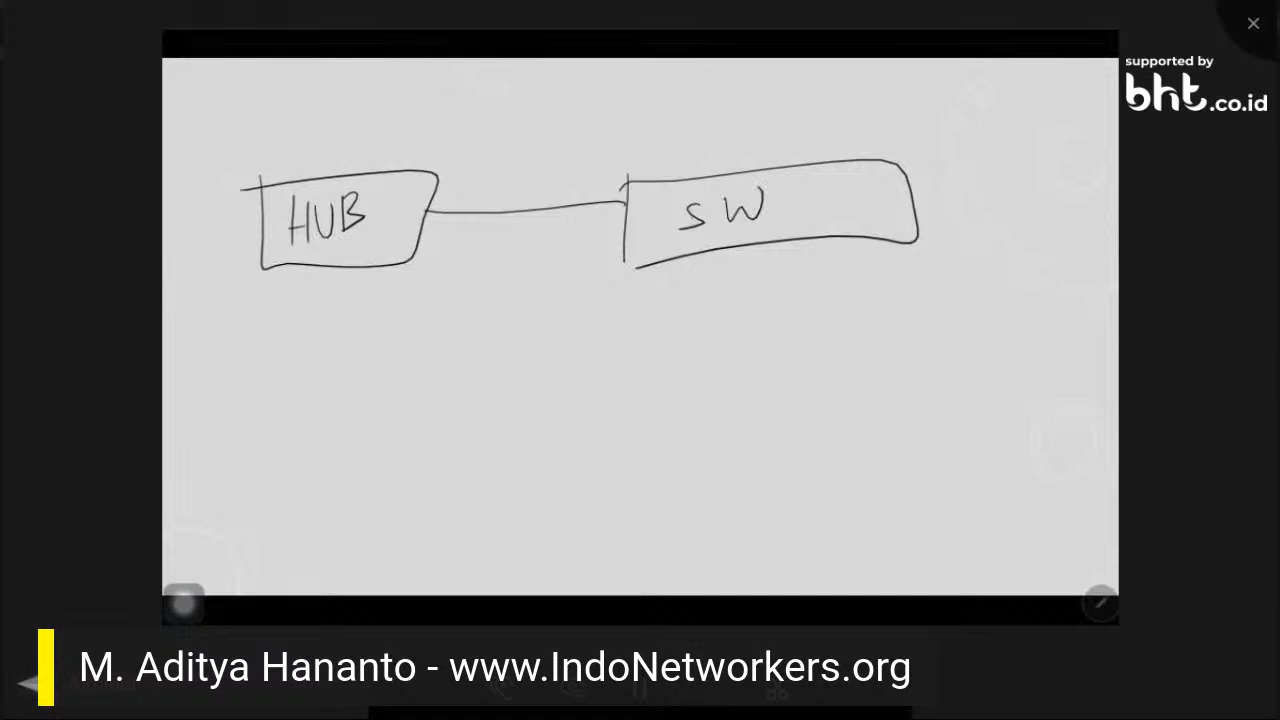 supported by
bht.co.id
HUB
SW
M. Aditya Hananto - www.IndoNetworkers.org